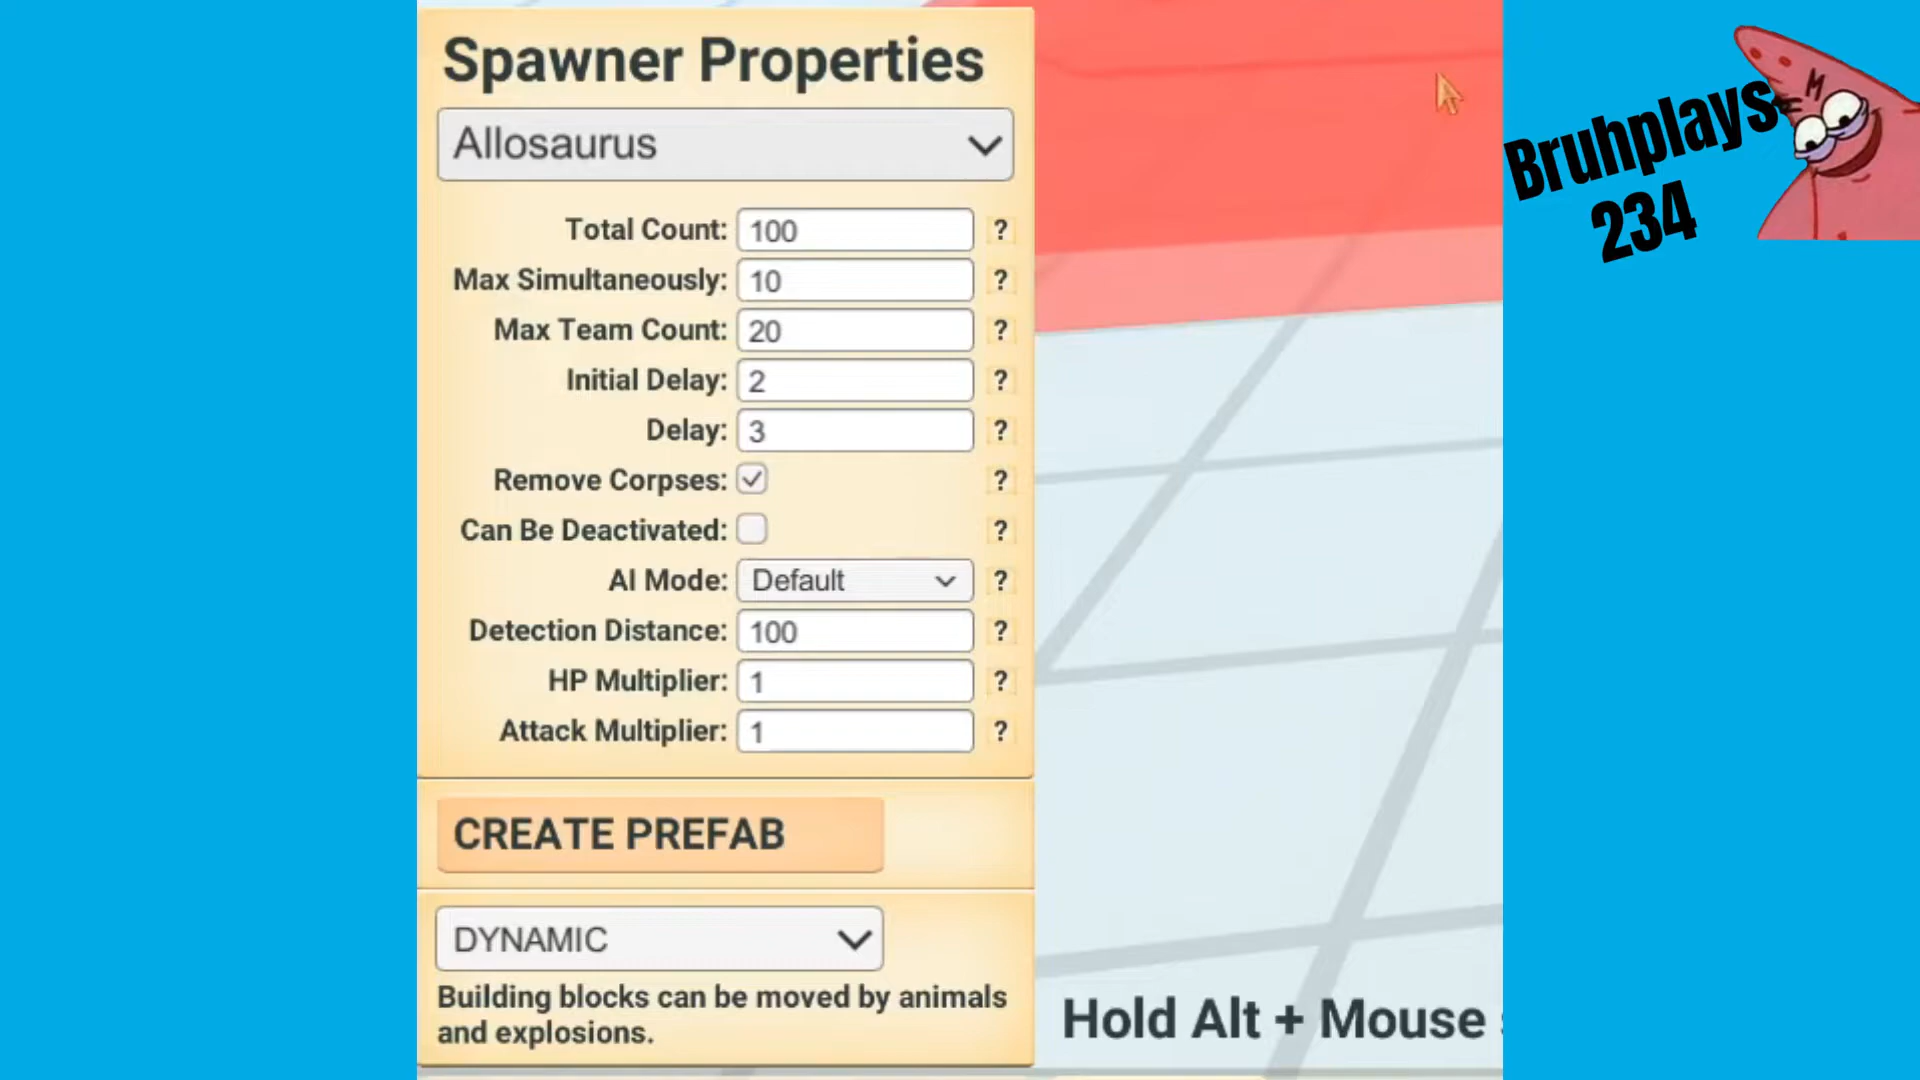 Spawner Properties
Allosaurus
Total Count: 100 ?
Max Simultaneously: 10 ?
Max Team Count: 20 ?
Initial Delay: 2 ?
Delay: 3 ?
Remove Corpses: ?
Can Be Deactivated: ?
AI Mode: Default ?
Detection Distance: 100 ?
HP Multiplier: 1 ?
Attack Multiplier: 1 ?
CREATE PREFAB
DYNAMIC
Building blocks can be moved by animals
and explosions.
Hold Alt + Mouse
Bruhplays
234